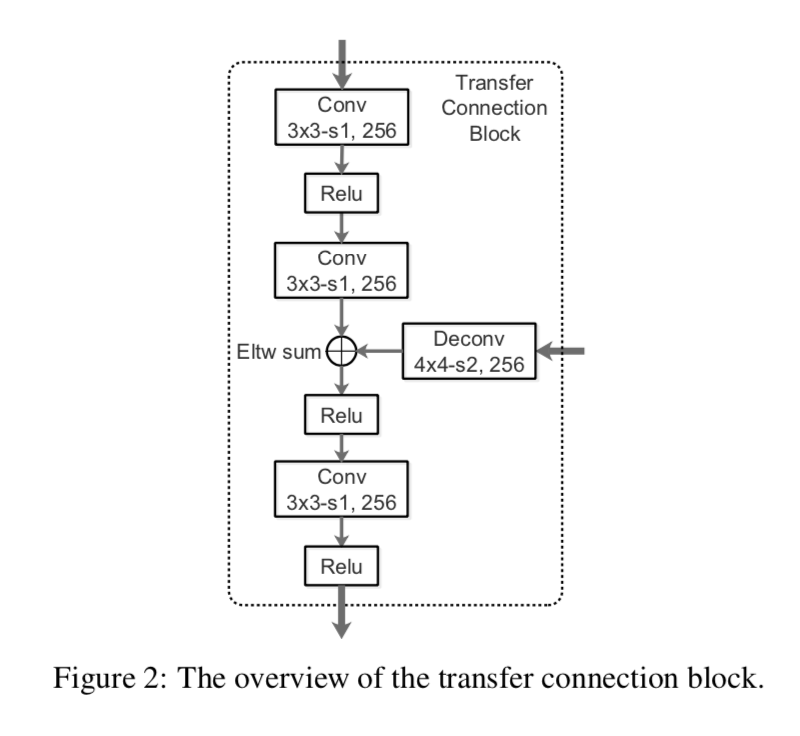 Transfer
Connection
Block
Conv
3x3-s1, 256
Relu
Conv
3x3-s1, 256
Eltw sum
Deconv
4x4-s2, 256
Relu
Conv
3x3-s1, 256
Relu
Figure 2: The overview of the transfer connection block.